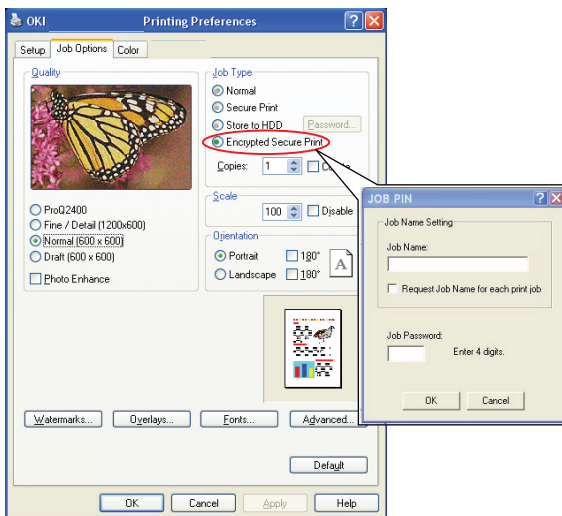 OKI Printing Preferences
Setup Job Options Color
Quality
ProQ2400
Fine / Detail (1200x600)
Normal (600 x 600)
Draft (600 x 600)
Photo Enhance
Job Type
Normal
Secure Print
Store to HDD Password...
Encrypted Secure Print
Copies: 1
Scale
100 Disable
Orientation
Portrait 180°
Landscape 180°
A
Watermarks... Overlays... Fonts... Advanced...
Default
OK Cancel Apply Help
JOB PIN
Job Name Setting
Job Name:
Request Job Name for each print job
Job Password:
Enter 4 digits.
OK Cancel